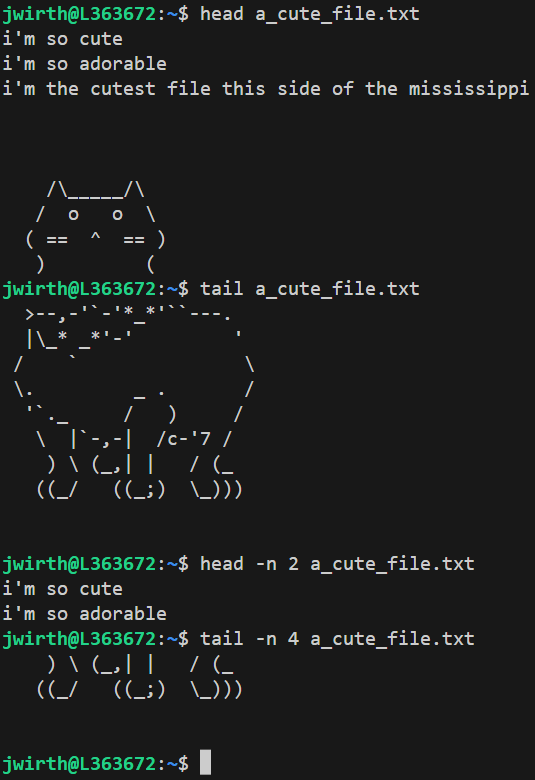 jwirth@L363672:~$ head a_cute_file.txt
i'm so cute
i'm so adorable
i'm the cutest file this side of the mississippi



    /\_____/\
   /  o   o  \
  ( ==  ^  == )
   )         (
jwirth@L363672:~$ tail a_cute_file.txt
  >--,-'`-'*_*'``---.
  |\_* _*'-'         '
 /    `               \
 \.         _ .       /
  '`._     /   )     /
   \  |`-,-|  /c-'7 /
    ) \ (_,| |   / (_
   ((_/   ((_;)  \_)))


jwirth@L363672:~$ head -n 2 a_cute_file.txt
i'm so cute
i'm so adorable
jwirth@L363672:~$ tail -n 4 a_cute_file.txt
    ) \ (_,| |   / (_
   ((_/   ((_;)  \_)))


jwirth@L363672:~$